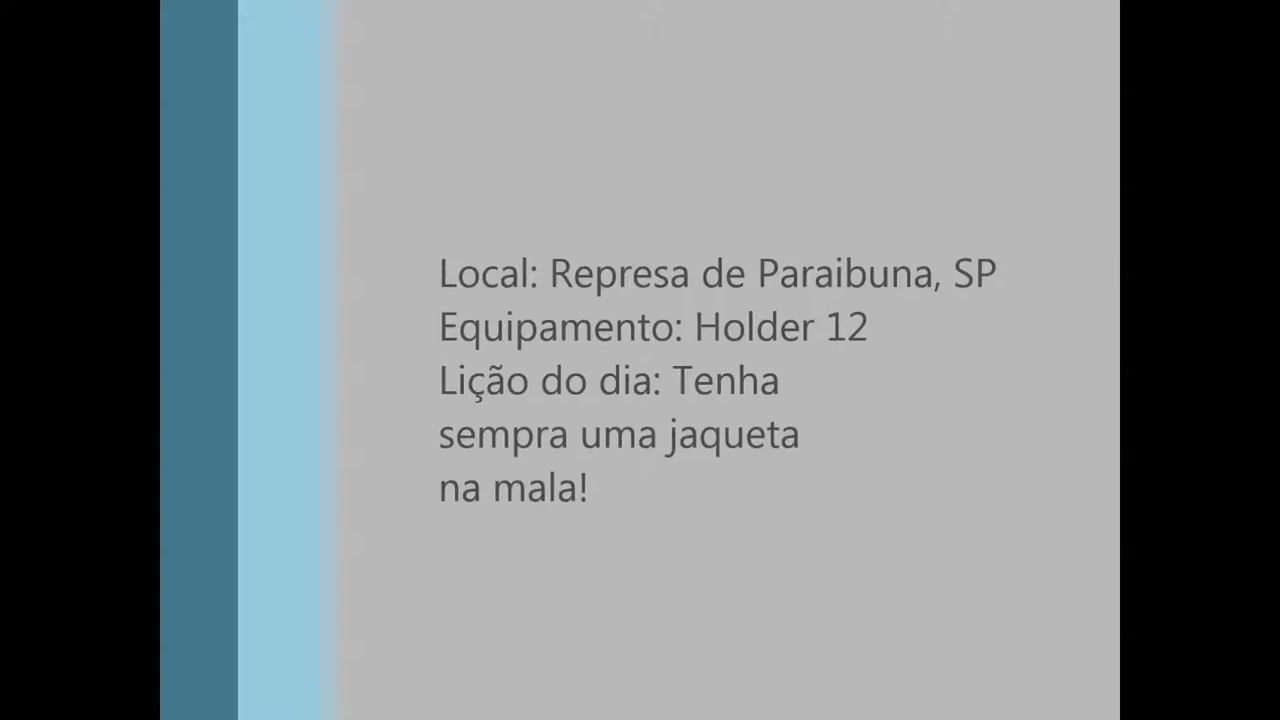 Local: Represa de Paraibuna, SP
Equipamento: Holder 12
Lição do dia: Tenha
sempra uma jaqueta
na mala!